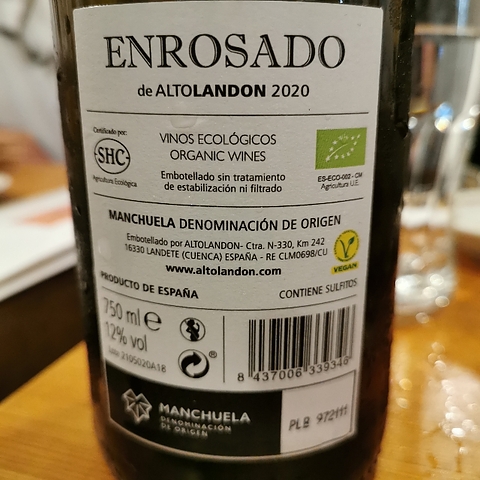 ENROSADO
de ALTOLANDON 2020
Certificado por:
SHC
Agricultura Ecológica
VINOS ECOLÓGICOS
ORGANIC WINES
Embotellado sin tratamiento
de estabilización ni filtrado
ES-ECO-002-CM
Agricultura U.E.
MANCHUELA DENOMINACIÓN DE ORIGEN
Embotellado por ALTOLANDON- Ctra. N-330, Km 242
16330 LANDETE (CUENCA) ESPAÑA - RE CLM0698/CU
www.altolandon.com
VEGAN
PRODUCTO DE ESPAÑA
CONTIENE SULFITOS
750 ml e
12% vol
2105020A18
8 437006 339346
MANCHUELA
DENOMINACIÓN
DE ORIGEN
PLB 972111